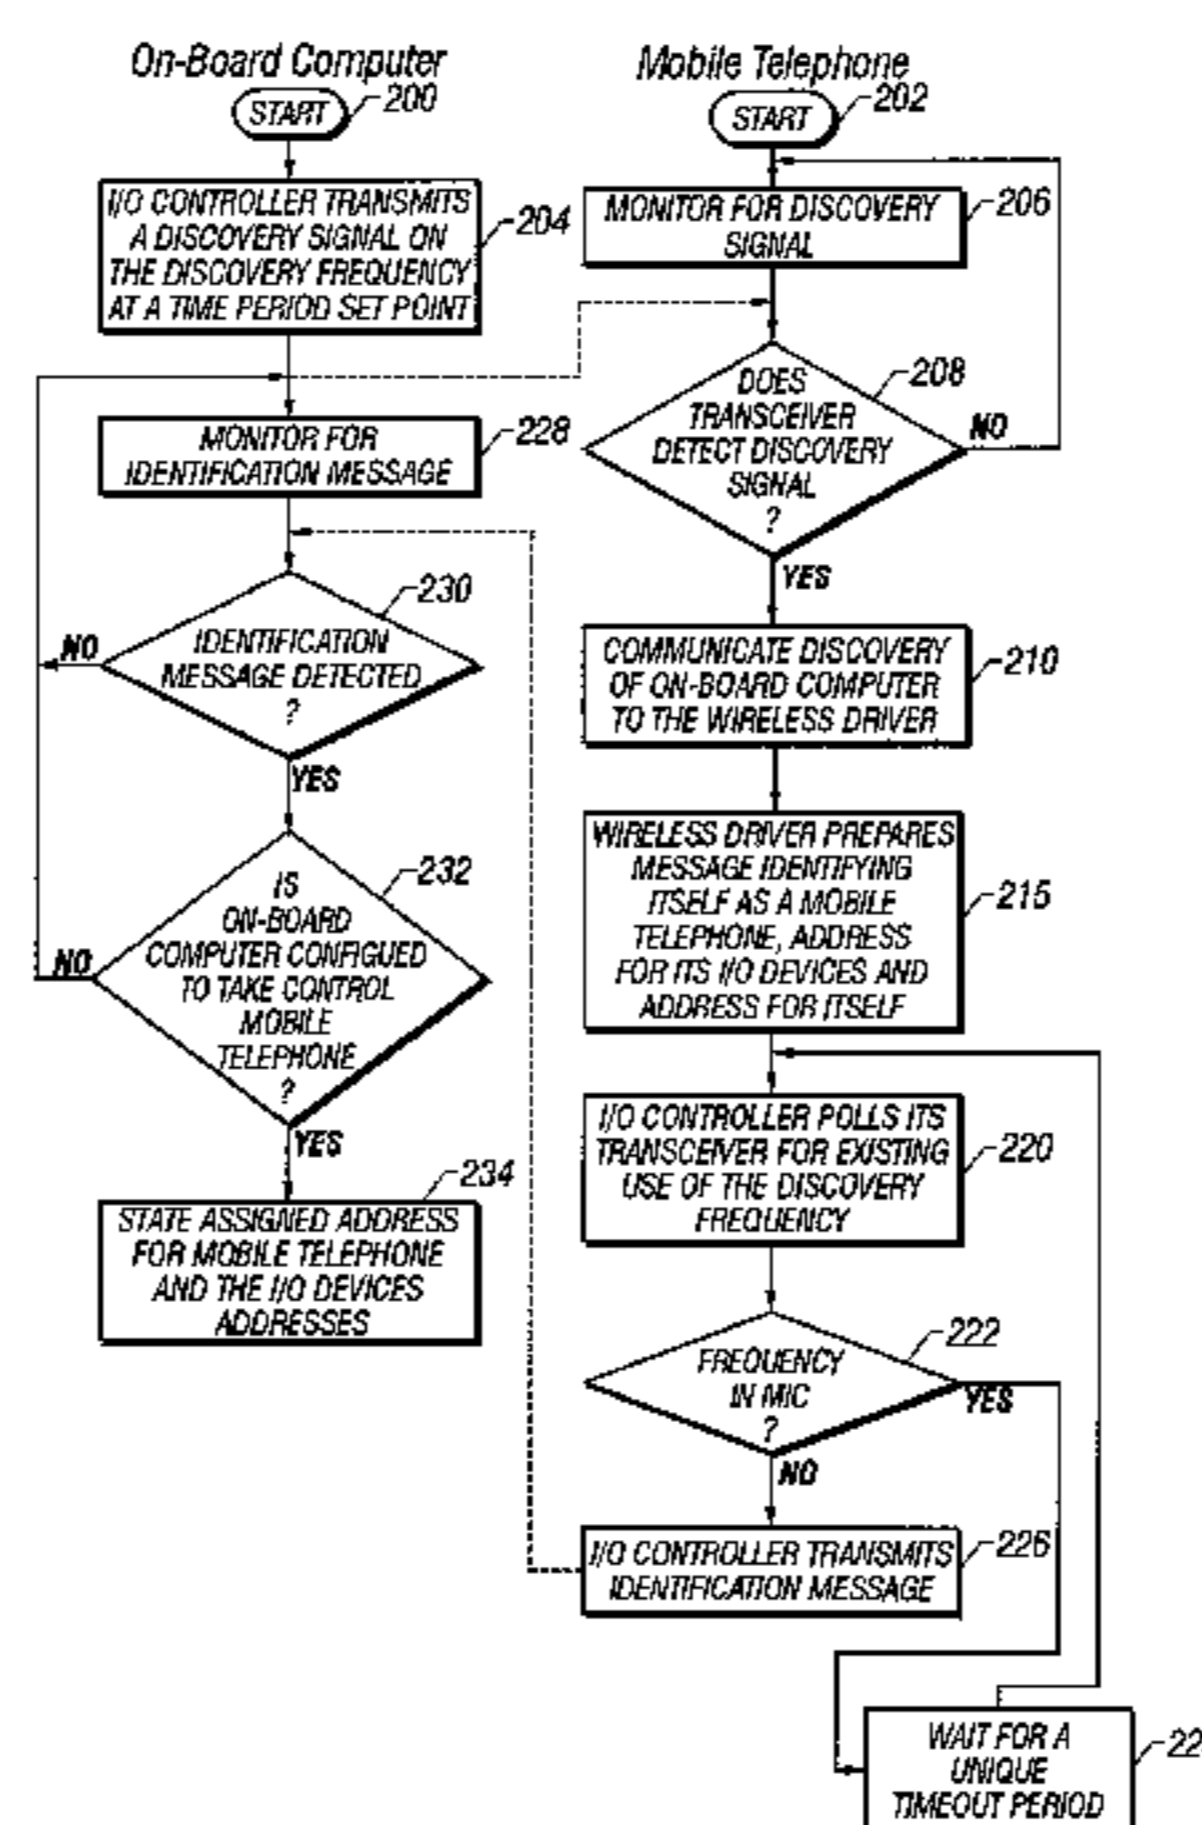 On-Board Computer
START
200
I/O CONTROLLER TRANSMITS
A DISCOVERY SIGNAL ON
THE DISCOVERY FREQUENCY
AT A TIME PERIOD SET POINT
204
MONITOR FOR
IDENTIFICATION MESSAGE
228
IDENTIFICATION
MESSAGE DETECTED
?
230
NO
YES
IS
ON-BOARD
COMPUTER CONFIGUED
TO TAKE CONTROL
MOBILE
TELEPHONE
?
232
NO
YES
234
STATE ASSIGNED ADDRESS
FOR MOBILE TELEPHONE
AND THE I/O DEVICES
ADDRESSES
Mobile Telephone
START
202
MONITOR FOR DISCOVERY
SIGNAL
206
DOES
TRANSCEIVER
DETECT DISCOVERY
SIGNAL
?
208
NO
YES
COMMUNICATE DISCOVERY
OF ON-BOARD COMPUTER
TO THE WIRELESS DRIVER
210
WIRELESS DRIVER PREPARES
MESSAGE IDENTIFYING
ITSELF AS A MOBILE
TELEPHONE, ADDRESS
FOR ITS I/O DEVICES AND
ADDRESS FOR ITSELF
215
I/O CONTROLLER POLLS ITS
TRANSCEIVER FOR EXISTING
USE OF THE DISCOVERY
FREQUENCY
220
FREQUENCY
IN MIC
?
222
YES
NO
I/O CONTROLLER TRANSMITS
IDENTIFICATION MESSAGE
226
WAIT FOR A
UNIQUE
TIMEOUT PERIOD